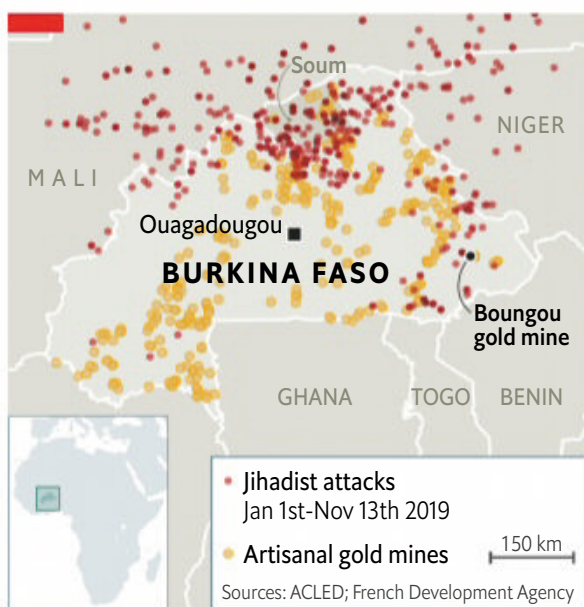 Soum
NIGER
MALI
Ouagadougou
BURKINA FASO
Boungou
gold mine
GHANA
TOGO
BENIN
Jihadist attacks
Jan 1st-Nov 13th 2019
Artisanal gold mines
150 km
Sources: ACLED; French Development Agency